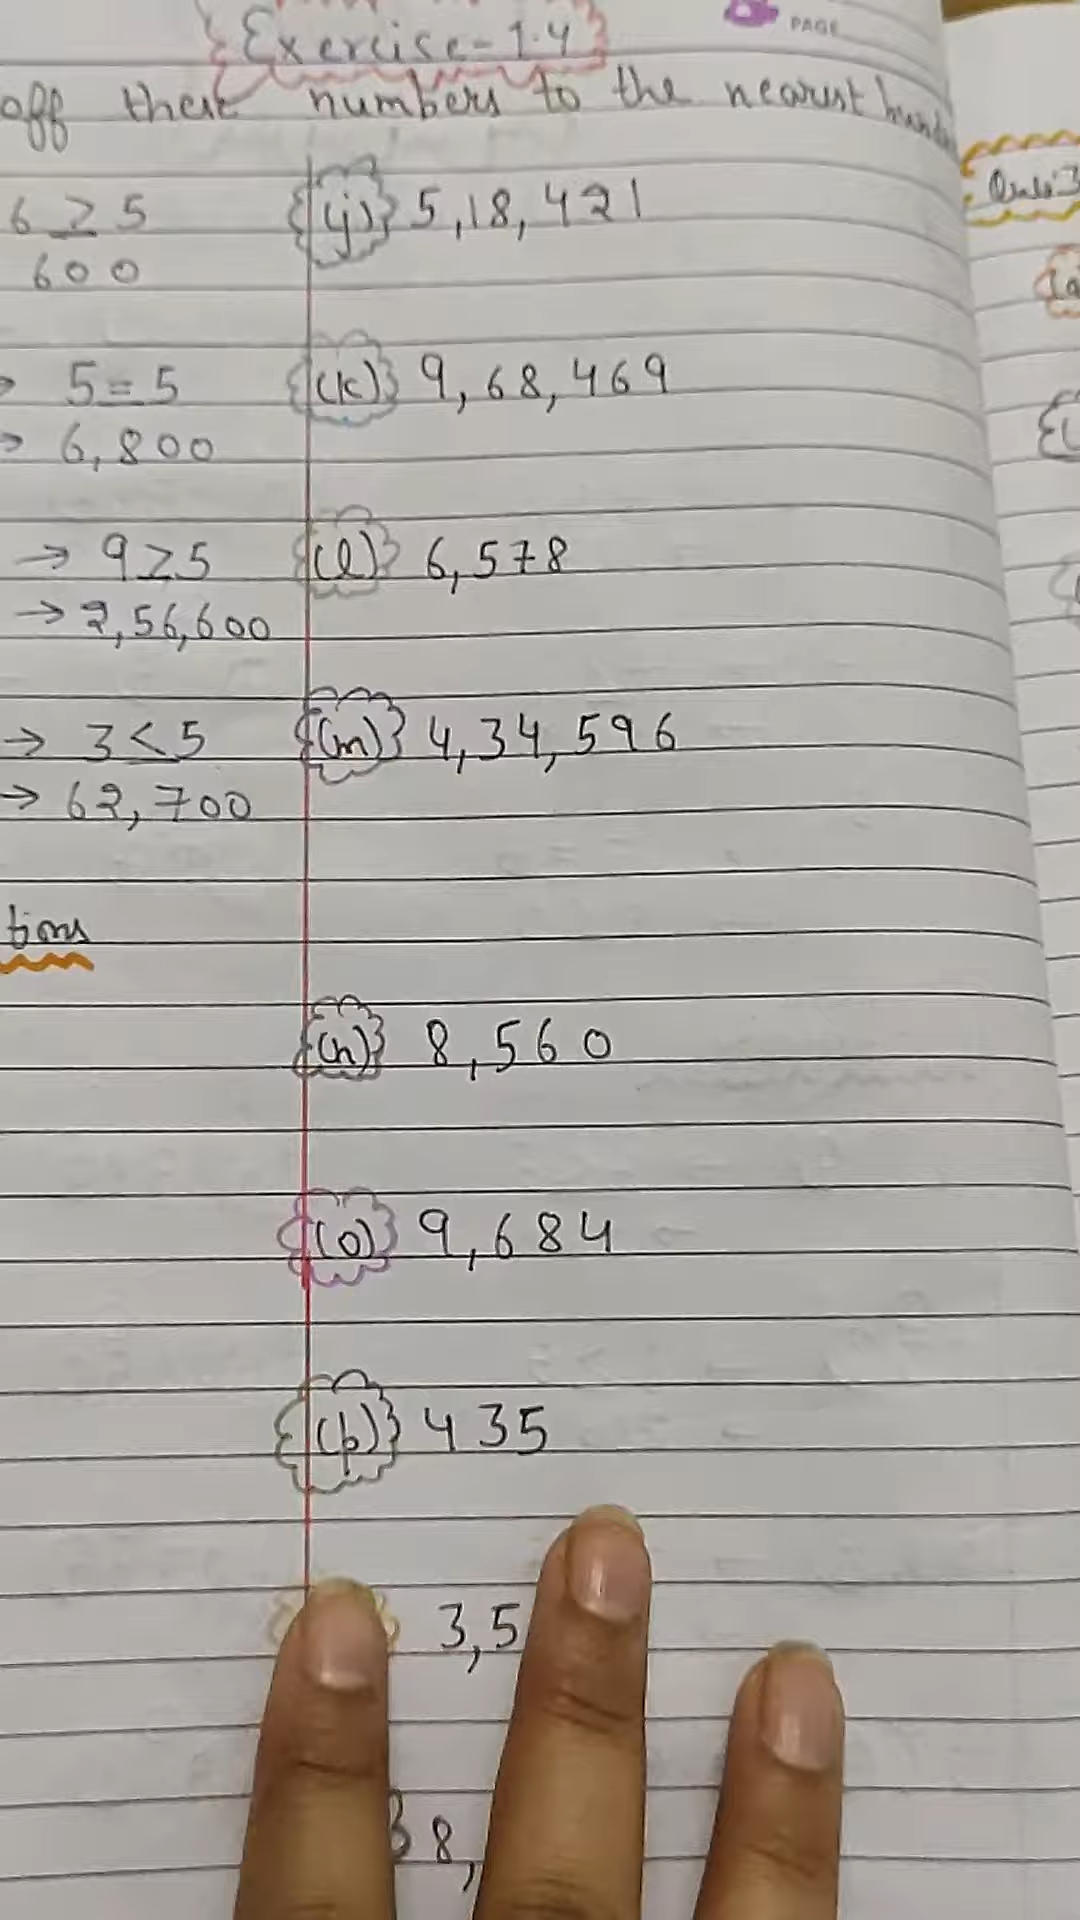 PAGE
Exercise-1.4
off these numbers to the nearest
6 ≥ 5
600
(j) 5,18,421
(k) 9,68,469
→ 5=5
→ 6,800
(l) 6,578
→ 9≥5
→ 2,56,600
(m) 4,34,596
→ 3<5
→ 62,700
tions
(n) 8,560
(o) 9,684
(p) 435
3,5
8,